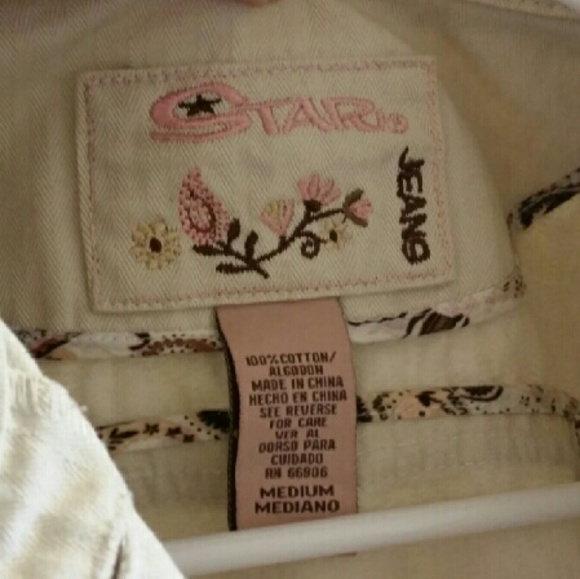 STAR
JEANS
100% COTTON/
ALGODON
MADE IN CHINA
HECHO EN CHINA
SEE REVERSE
FOR CARE
VER AL
DORSO PARA
CUIDADO
RN 66906
MEDIUM
MEDIANO